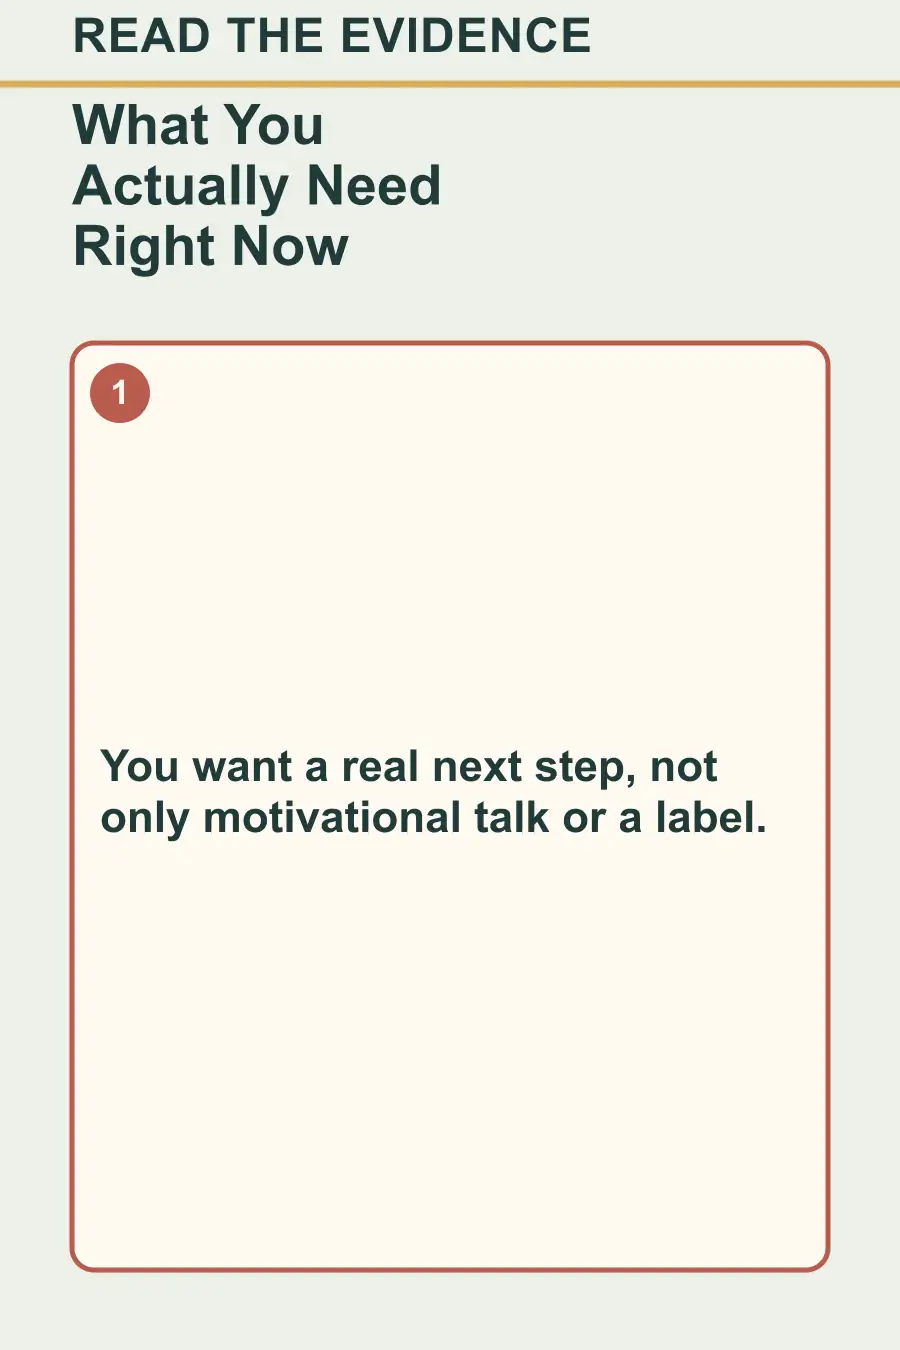 READ THE EVIDENCE
What You
Actually Need
Right Now
1
You want a real next step, not
only motivational talk or a label.